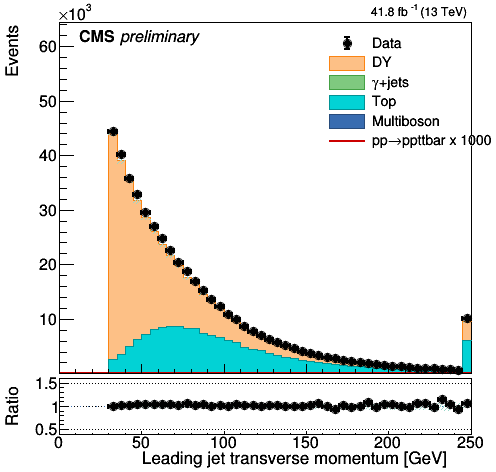 ×10³
41.8 fb⁻¹ (13 TeV)
CMS preliminary
Events
60
50
40
30
20
10
Data
DY
γ+jets
Top
Multiboson
pp→ppttbar x 1000
Ratio
1.5
1
0.5
0 50 100 150 200 250
Leading jet transverse momentum [GeV]